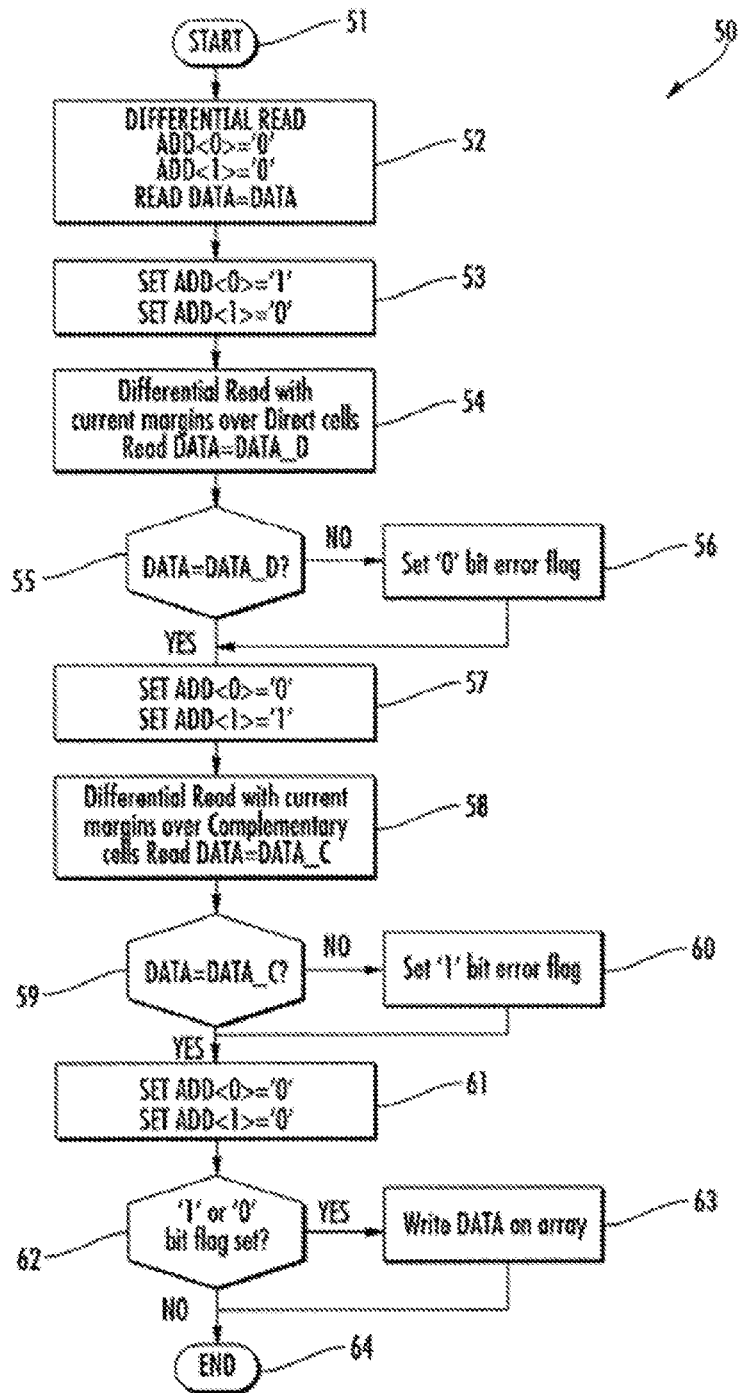 START
51
50
DIFFERENTIAL READ
ADD<0>='0'
ADD<1>='0'
READ DATA=DATA
52
SET ADD<0>='1'
SET ADD<1>='0'
53
Differential Read with
current margins over Direct cells
Read DATA=DATA_D
54
DATA=DATA_D?
55
NO
Set '0' bit error flag
56
YES
SET ADD<0>='0'
SET ADD<1>='1'
57
Differential Read with current
margins over Complementary
cells Read DATA=DATA_C
58
DATA=DATA_C?
59
NO
Set '1' bit error flag
60
YES
SET ADD<0>='0'
SET ADD<1>='0'
61
'1' or '0'
bit flag set?
62
YES
Write DATA on array
63
NO
END
64